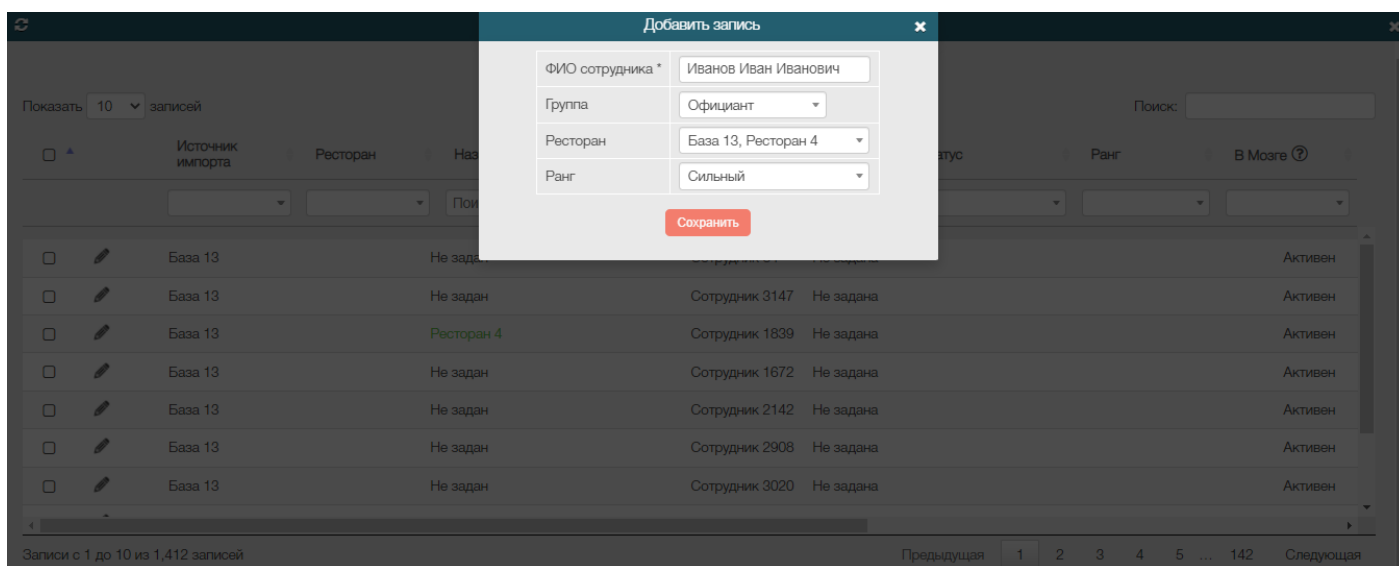 Добавить запись
ФИО сотрудника * Иванов Иван Иванович
Показать 10 записей
Группа Официант
Поиск:
Ресторан База 13, Ресторан 4
Источник импорта Ресторан Ранг В Мозге ?
Ранг Сильный
Сохранить
База 13 Не задан Активен
База 13 Не задан Сотрудник 3147 Не задана Активен
База 13 Ресторан 4 Сотрудник 1839 Не задана Активен
База 13 Не задан Сотрудник 1672 Не задана Активен
База 13 Не задан Сотрудник 2142 Не задана Активен
База 13 Не задан Сотрудник 2908 Не задана Активен
База 13 Не задан Сотрудник 3020 Не задана Активен
Записи с 1 до 10 из 1,412 записей Предыдущая 1 2 3 4 5 ... 142 Следующая